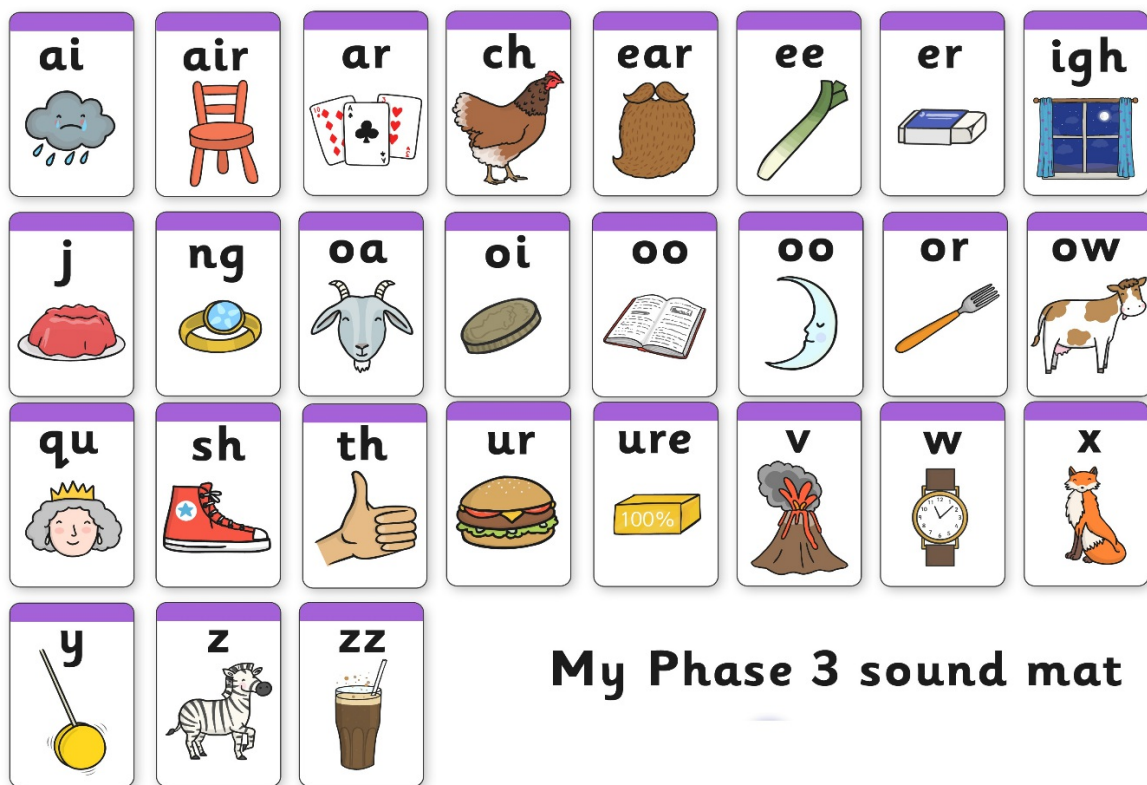 ai air ar ch ear ee er igh
j ng oa oi oo oo or ow
qu sh th ur ure v w x
100%
y z zz
My Phase 3 sound mat